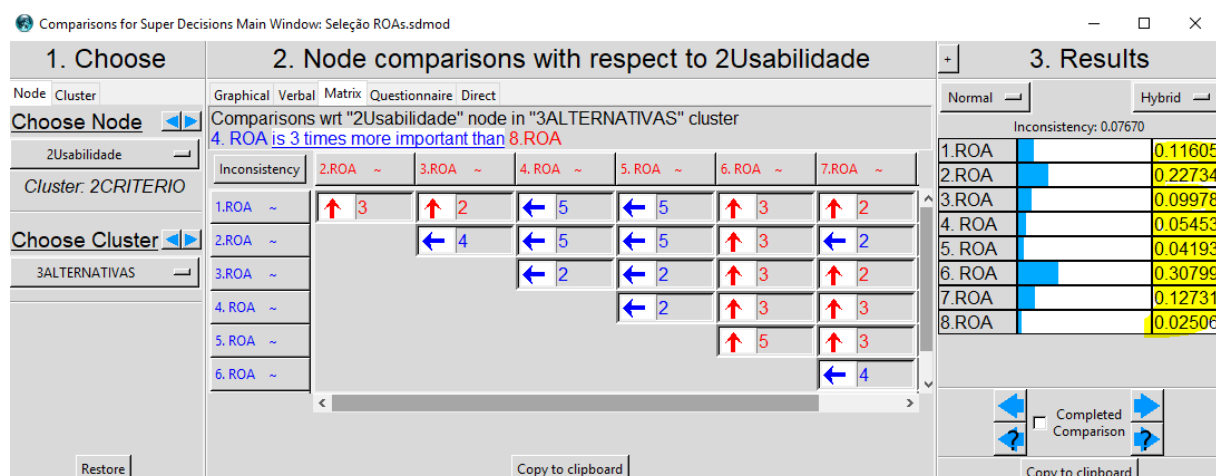 Comparisons for Super Decisions Main Window: Seleção ROAs.sdmod
1. Choose
Node Cluster
Choose Node
2Usabilidade
Cluster: 2CRITERIO
Choose Cluster
3ALTERNATIVAS
Restore
2. Node comparisons with respect to 2Usabilidade
Graphical Verbal Matrix Questionnaire Direct
Comparisons wrt "2Usabilidade" node in "3ALTERNATIVAS" cluster
4. ROA is 3 times more important than 8.ROA
Inconsistency 2.ROA ~ 3.ROA ~ 4. ROA ~ 5. ROA ~ 6. ROA ~ 7.ROA ~
1.ROA ~ 3 2 5 5 3 2
2.ROA ~ 4 5 5 3 2
3.ROA ~ 2 2 3 2
4. ROA ~ 2 3 3
5. ROA ~ 5 3
6. ROA ~ 4
Copy to clipboard
+ 3. Results
Normal Hybrid
Inconsistency: 0.07670
1.ROA 0.11605
2.ROA 0.22734
3.ROA 0.09978
4. ROA 0.05453
5. ROA 0.04193
6. ROA 0.30799
7.ROA 0.12731
8.ROA 0.02506
Completed
Comparison
? ?
Copy to clipboard